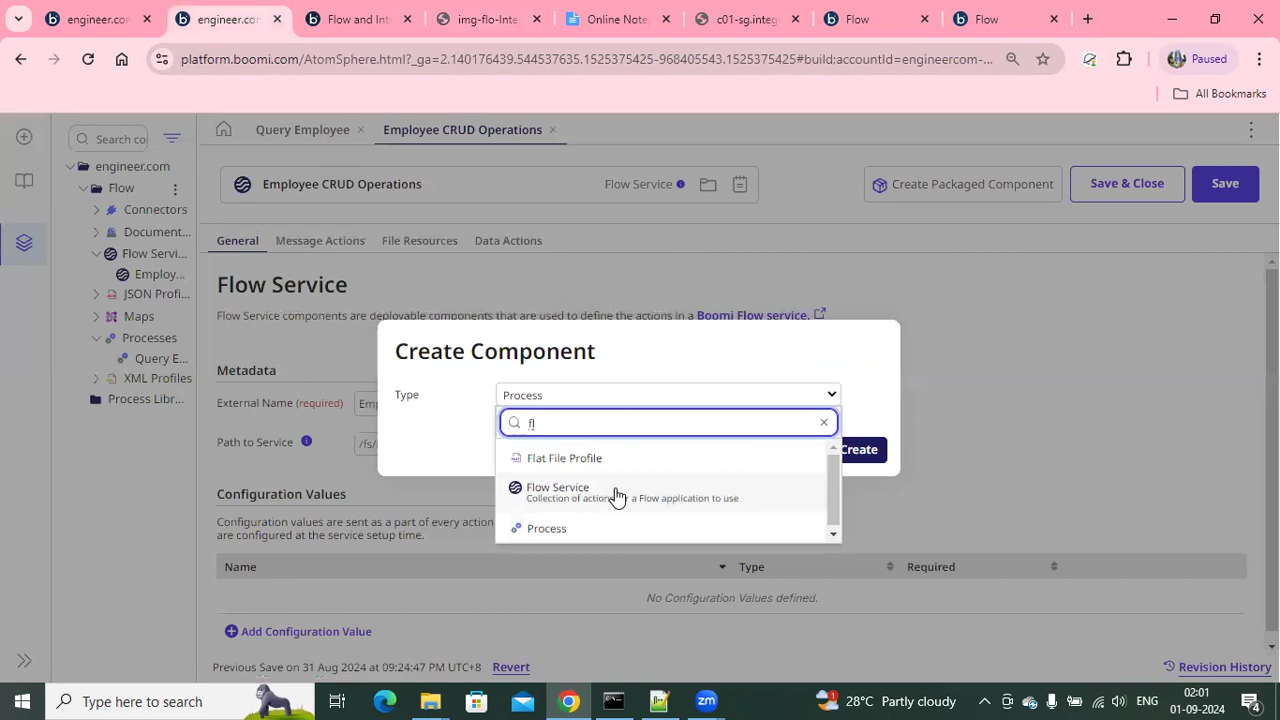 engineer.com
engineer.com
Flow and Int
img-flo-Inte
Online Note
c01-sg.integ
Flow
Flow
platform.boomi.com/AtomSphere.html?_ga=2.140176439.544537635.1525375425-968405543.1525375425#build;accountId=engineercom-...
Paused
All Bookmarks
Search co
Query Employee
Employee CRUD Operations
engineer.com
Flow
Connectors
Document...
Flow Servi...
Employ...
JSON Profi...
Maps
Processes
Query E...
XML Profiles
Process Libr...
Employee CRUD Operations
Flow Service
Create Packaged Component
Save & Close
Save
General
Message Actions
File Resources
Data Actions
Flow Service
Flow Service components are deployable components that are used to define the actions in a Boomi Flow service.
Metadata
External Name (required)
Emp
Path to Service
/fs/
Create Component
Type
Process
fl
Flat File Profile
Flow Service
Collection of action a Flow application to use
Process
Create
Configuration Values
Configuration values are sent as a part of every action
are configured at the service setup time.
Name
Type
Required
No Configuration Values defined.
Add Configuration Value
Previous Save on 31 Aug 2024 at 09:24:47 PM UTC+8
Revert
Revision History
Type here to search
1
28°C Partly cloudy
ENG
02:01
01-09-2024